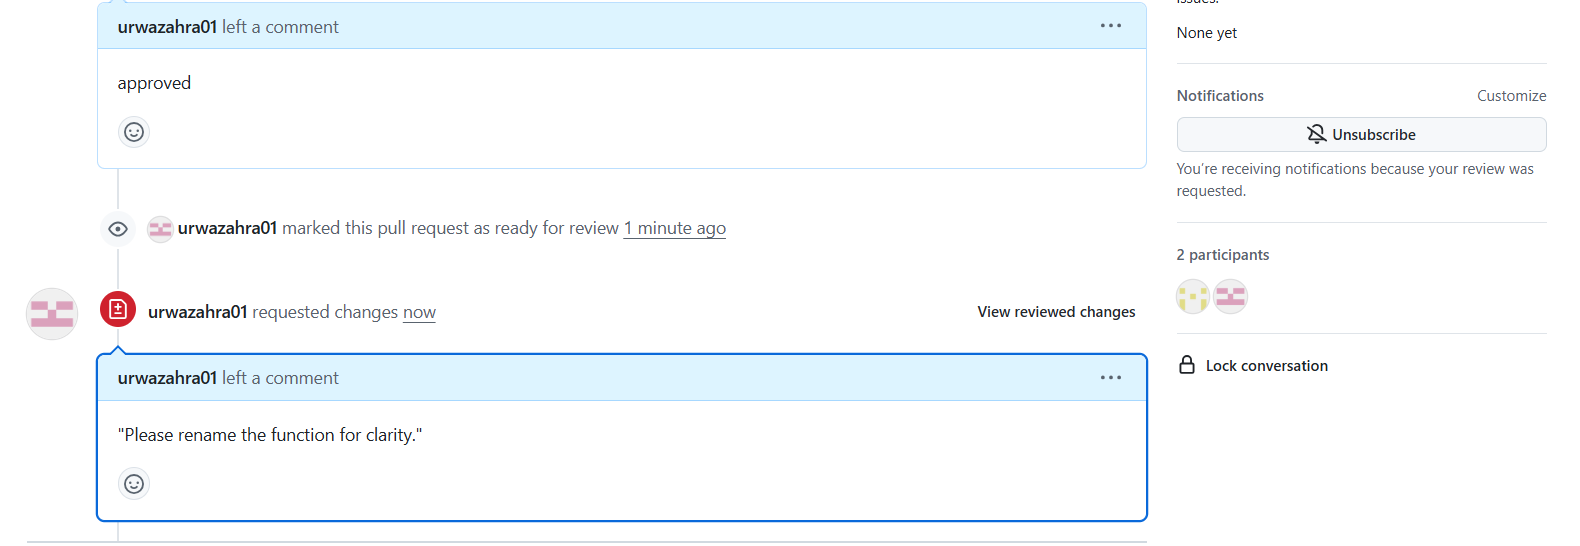 issues.
urwazahra01 left a comment
None yet
approved
Notifications
Customize
Unsubscribe
You're receiving notifications because your review was
requested.
urwazahra01 marked this pull request as ready for review 1 minute ago
2 participants
urwazahra01 requested changes now
View reviewed changes
Lock conversation
urwazahra01 left a comment
"Please rename the function for clarity."